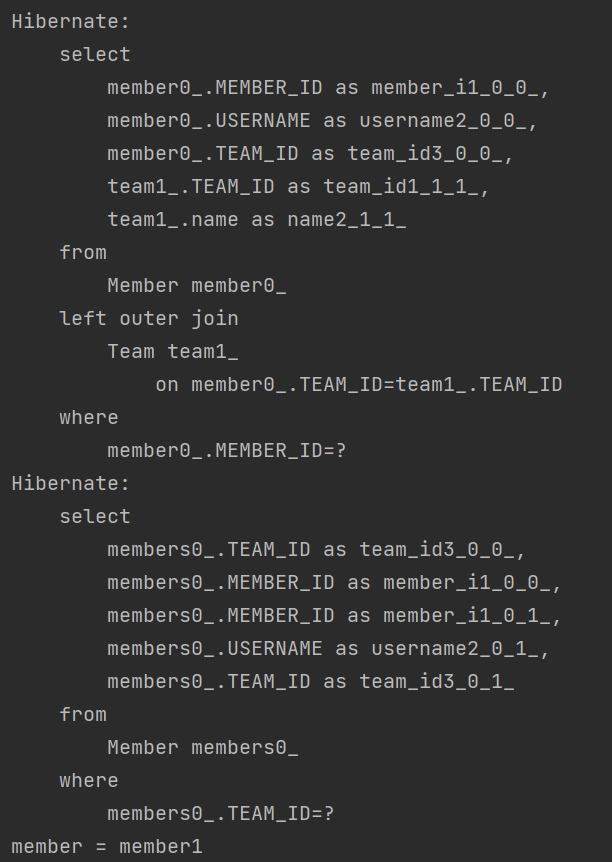 Hibernate:
    select
        member0_.MEMBER_ID as member_i1_0_0_,
        member0_.USERNAME as username2_0_0_,
        member0_.TEAM_ID as team_id3_0_0_,
        team1_.TEAM_ID as team_id1_1_1_,
        team1_.name as name2_1_1_
    from
        Member member0_
    left outer join
        Team team1_
            on member0_.TEAM_ID=team1_.TEAM_ID
    where
        member0_.MEMBER_ID=?
Hibernate:
    select
        members0_.TEAM_ID as team_id3_0_0_,
        members0_.MEMBER_ID as member_i1_0_0_,
        members0_.MEMBER_ID as member_i1_0_1_,
        members0_.USERNAME as username2_0_1_,
        members0_.TEAM_ID as team_id3_0_1_
    from
        Member members0_
    where
        members0_.TEAM_ID=?
member = member1